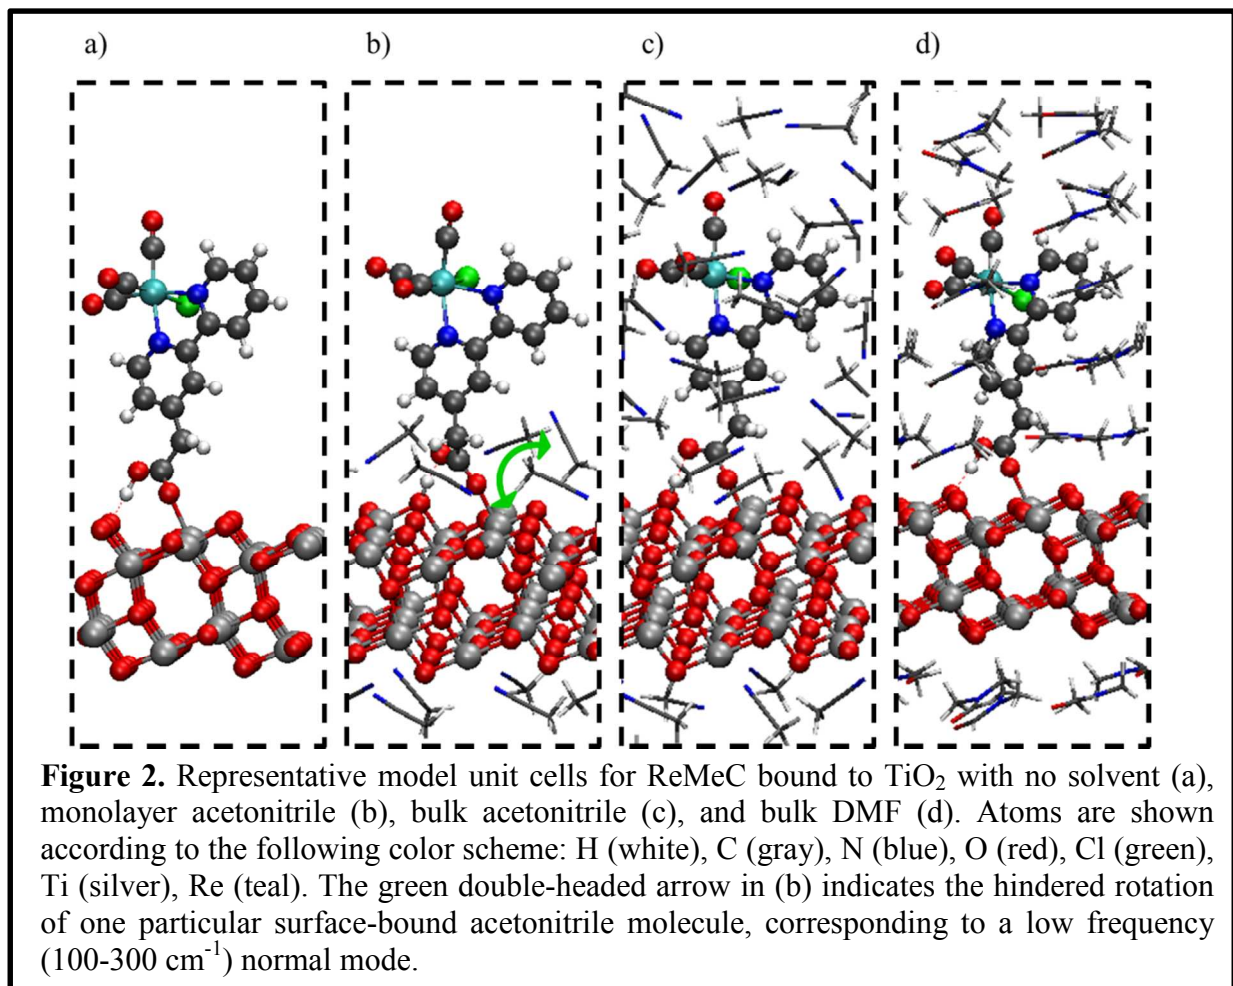 a)
b)
c)
d)
Figure 2. Representative model unit cells for ReMeC bound to TiO₂ with no solvent (a),
monolayer acetonitrile (b), bulk acetonitrile (c), and bulk DMF (d). Atoms are shown
according to the following color scheme: H (white), C (gray), N (blue), O (red), Cl (green),
Ti (silver), Re (teal). The green double-headed arrow in (b) indicates the hindered rotation
of one particular surface-bound acetonitrile molecule, corresponding to a low frequency
(100-300 cm⁻¹) normal mode.